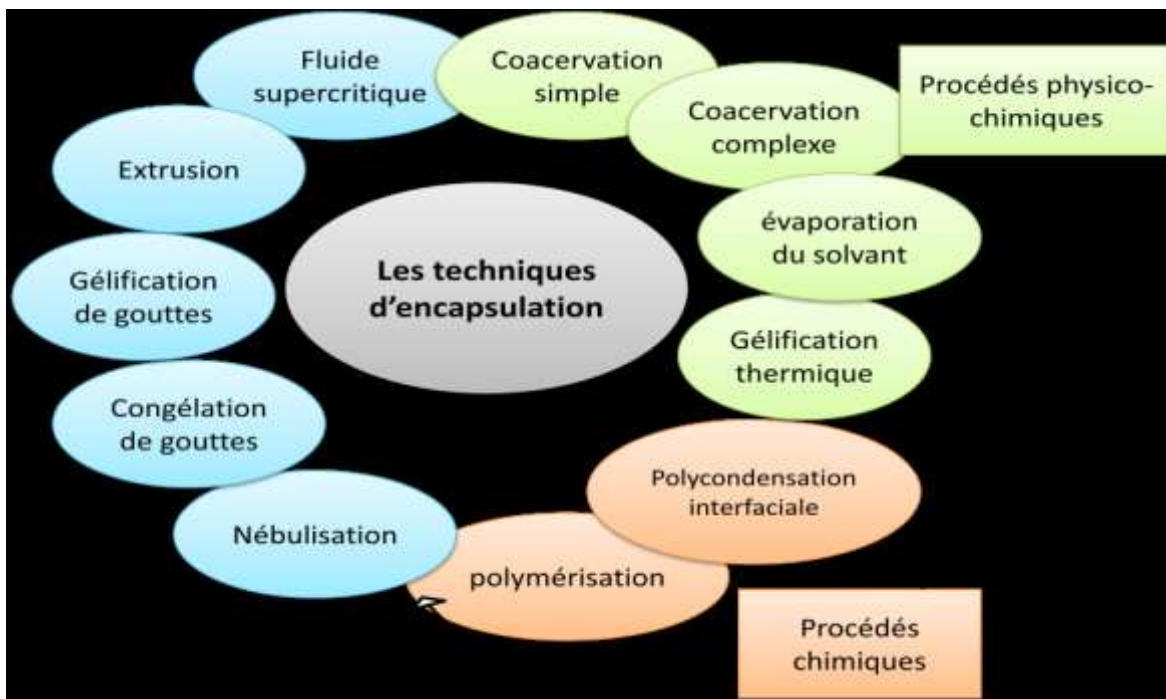 Fluide
supercritique
Coacervation
simple
Coacervation
complexe
Procédés physico-
chimiques
Extrusion
évaporation
du solvant
Les techniques
d’encapsulation
Gélification
de gouttes
Gélification
thermique
Congélation
de gouttes
Polycondensation
interfaciale
Nébulisation
polymérisation
Procédés
chimiques